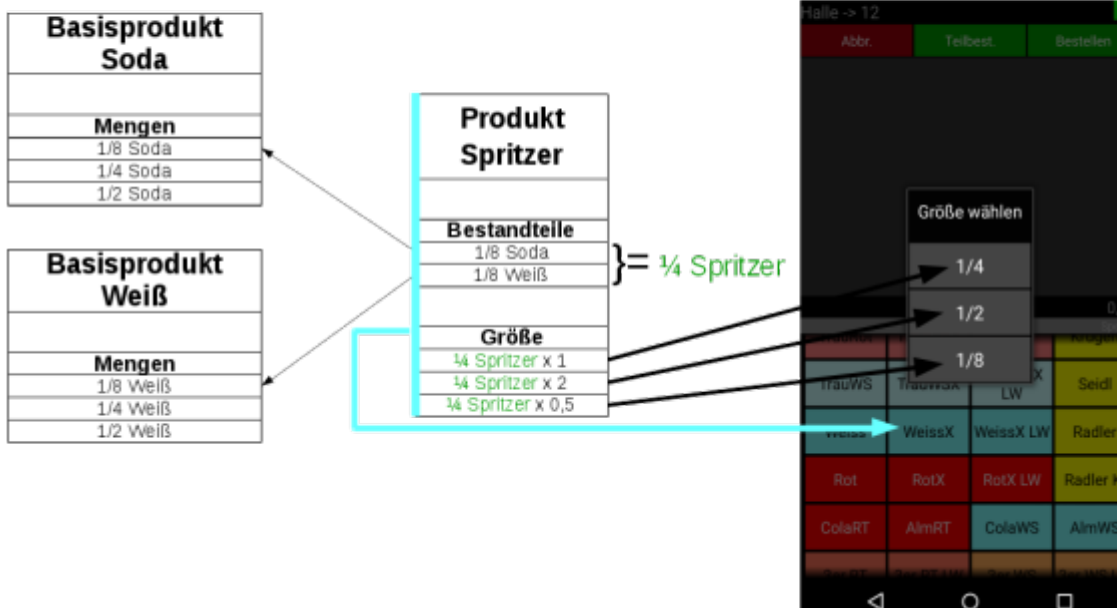 Basisprodukt
Soda
Mengen
1/8 Soda
1/4 Soda
1/2 Soda
Basisprodukt
Weiß
Mengen
1/8 Weiß
1/4 Weiß
1/2 Weiß
Produkt
Spritzer
Bestandteile
1/8 Soda
1/8 Weiß
}= ¼ Spritzer
Größe
¼ Spritzer x 1
¼ Spritzer x 2
¼ Spritzer x 0,5
Halle -> 12
Abbr. Teilbest. Bestellen
Größe wählen
1/4
1/2
1/8
TrauWS TrauWSX LW Seidl
Weiss WeissX WeissX LW Radler
Rot RotX RotX LW Radler
ColaRT AlmRT ColaWS AlmWS